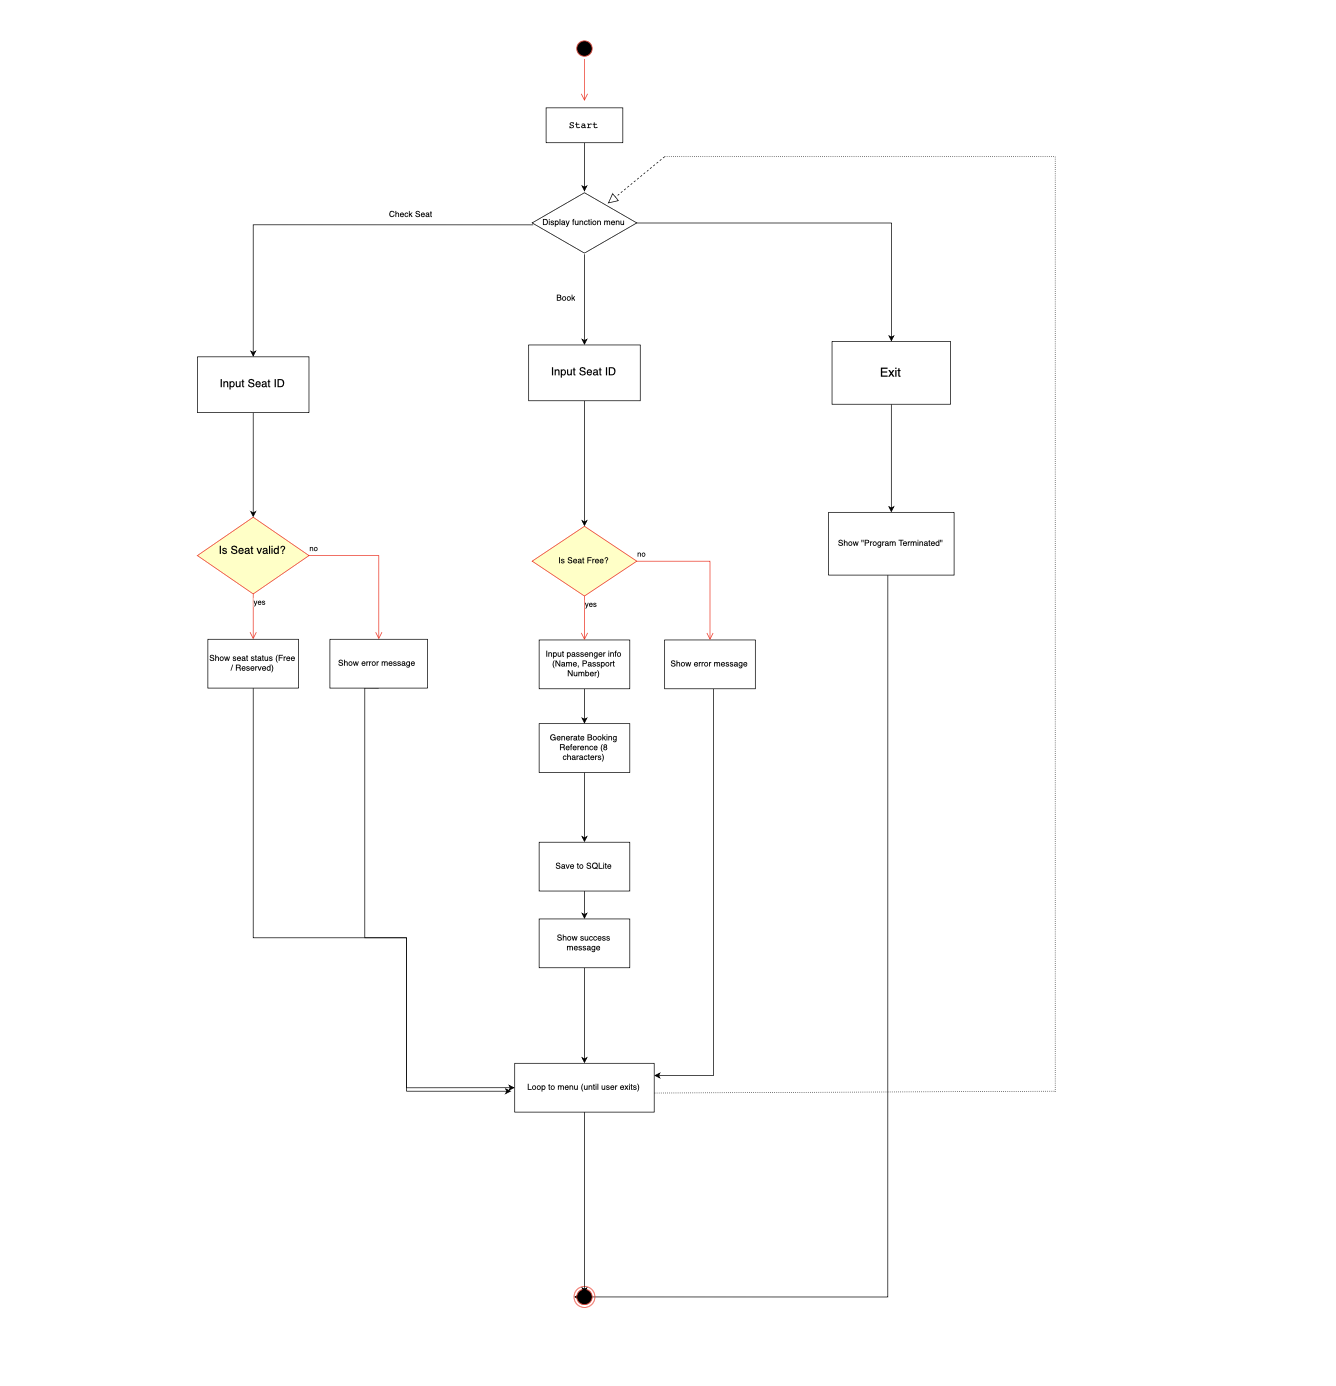 Start
Check Seat
Display function menu
Book
Input Seat ID
Input Seat ID
Exit
Is Seat valid?
no
yes
Is Seat Free?
no
yes
Show "Program Terminated"
Show seat status (Free
/ Reserved)
Show error message
Input passenger info
(Name, Passport
Number)
Show error message
Generate Booking
Reference (8
characters)
Save to SQLite
Show success
message
Loop to menu (until user exits)